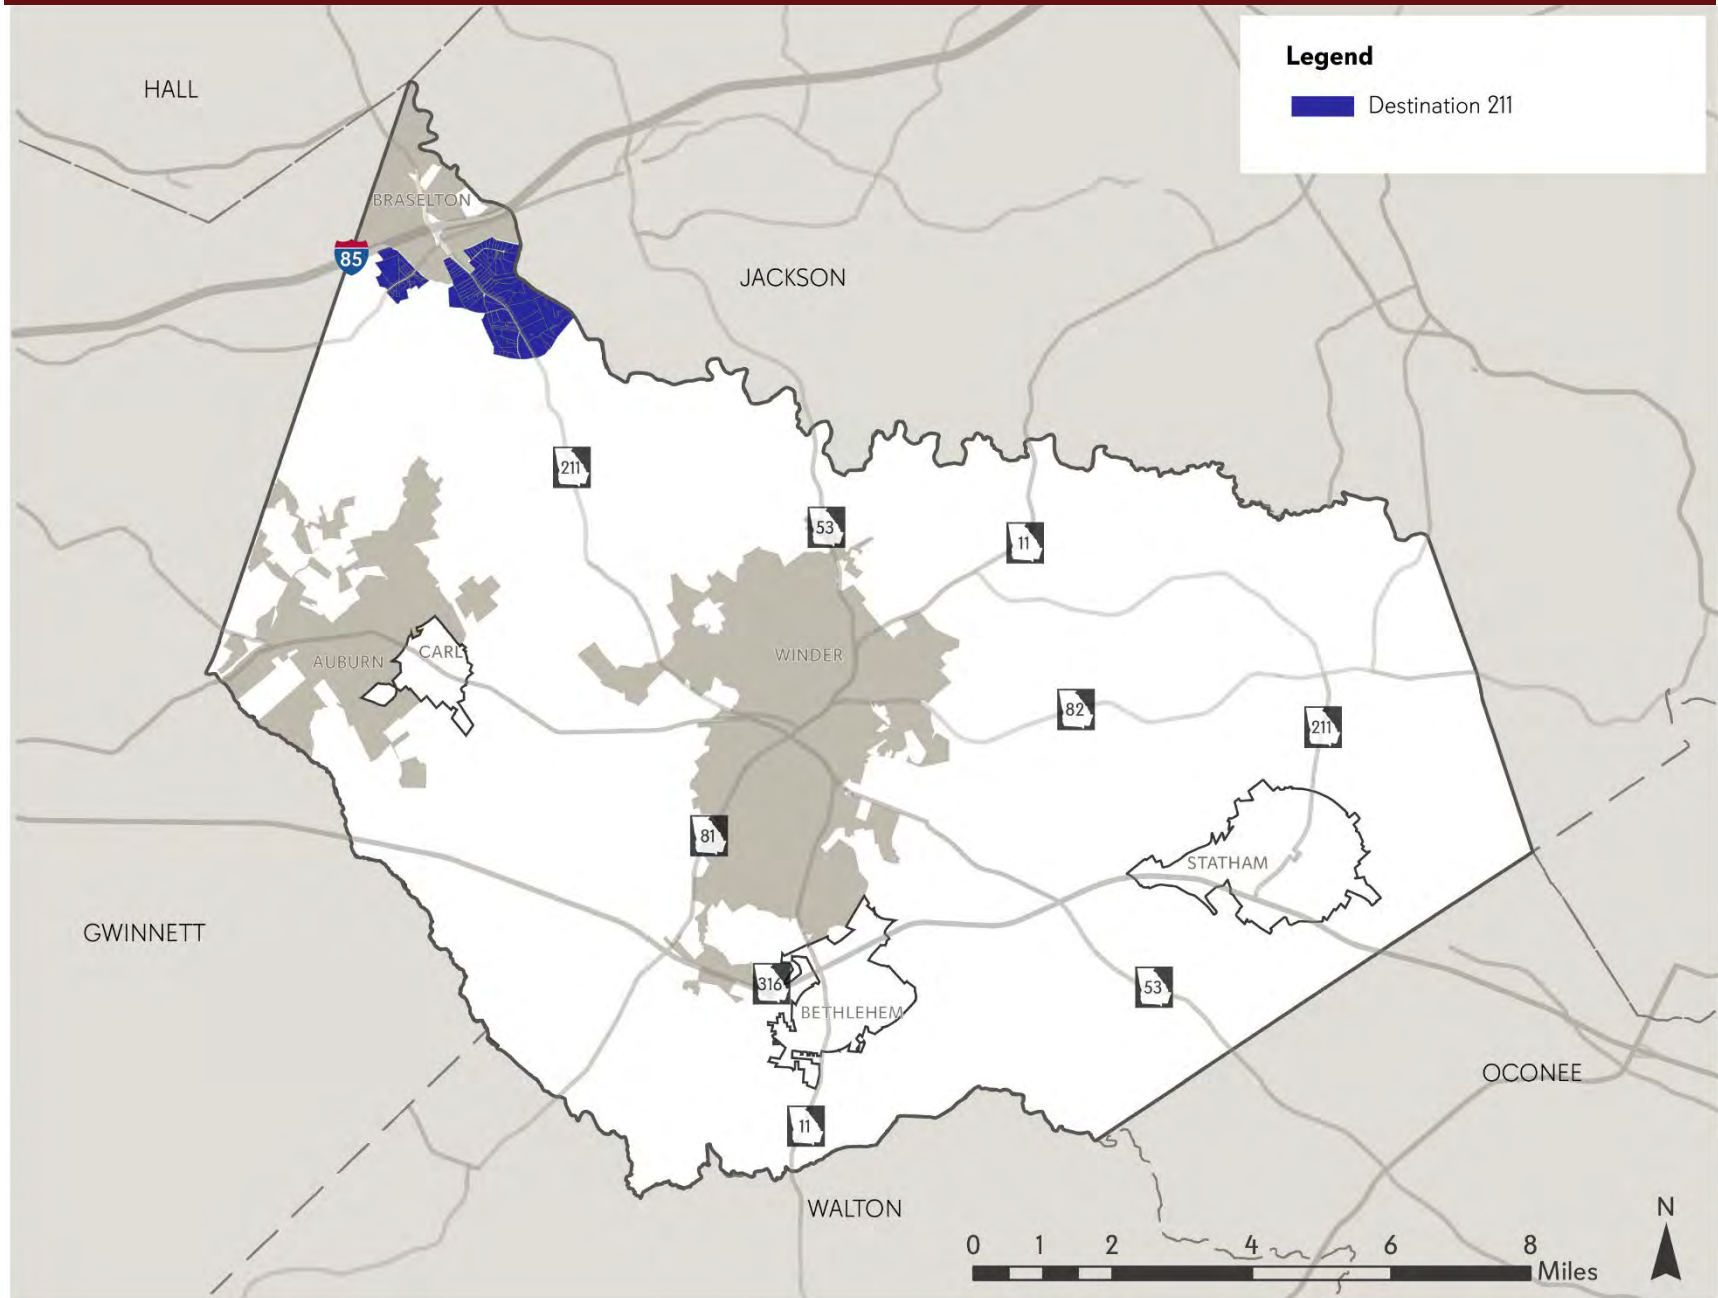 Legend
Destination 211
HALL
BRASELTON
85
JACKSON
211
53
11
AUBURN
CARL
WINDER
82
211
81
STATHAM
GWINNETT
316
BETHLEHEM
53
OCONEE
11
WALTON
N
0 1 2 4 6 8
Miles